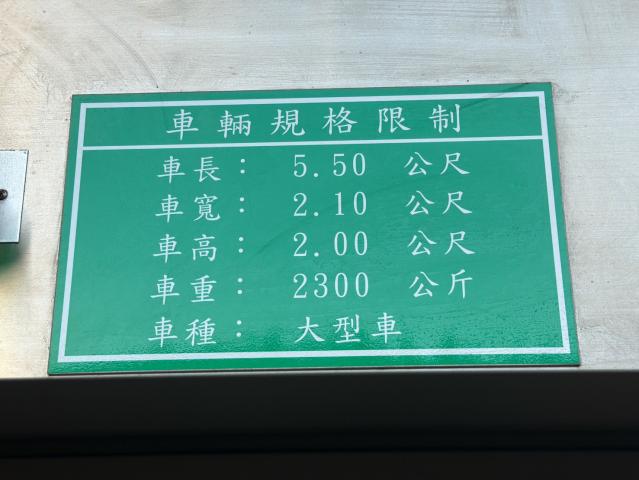 車輛規格限制
車長： 5.50 公尺
車寬： 2.10 公尺
車高： 2.00 公尺
車重： 2300 公斤
車種： 大型車